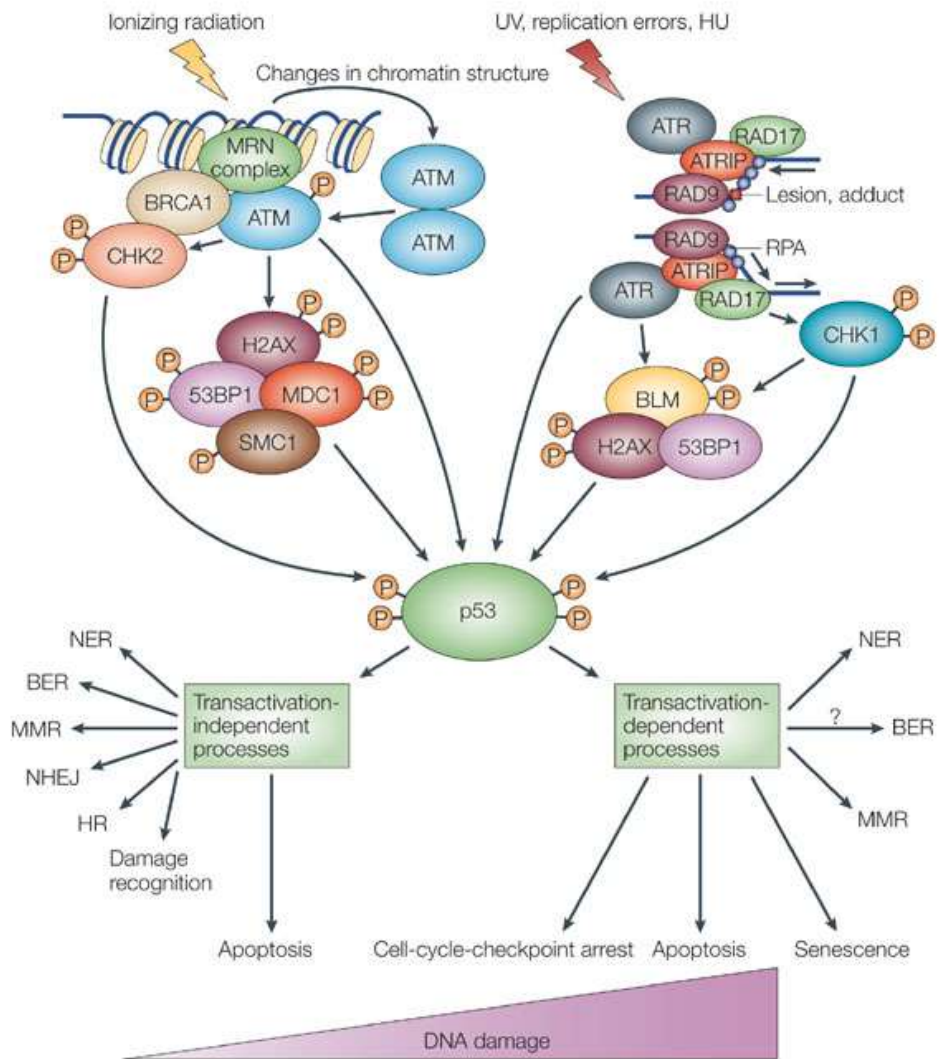 Ionizing radiation
UV, replication errors, HU
Changes in chromatin structure
MRN
complex
BRCA1
ATM
P
ATM
ATM
P
P
CHK2
ATR
RAD17
ATRIP
RAD9
Lesion, adduct
RAD9
RPA
ATRIP
ATR
RAD17
P
P
CHK1
P
P
H2AX
P
P
53BP1
MDC1
P
SMC1
P
P
P
BLM
P
P
H2AX
53BP1
P
P
p53
P
P
NER
BER
MMR
NHEJ
HR
Damage
recognition
Transactivation-
independent
processes
Transactivation-
dependent
processes
NER
?
BER
MMR
Apoptosis
Cell-cycle-checkpoint arrest
Apoptosis
Senescence
DNA damage